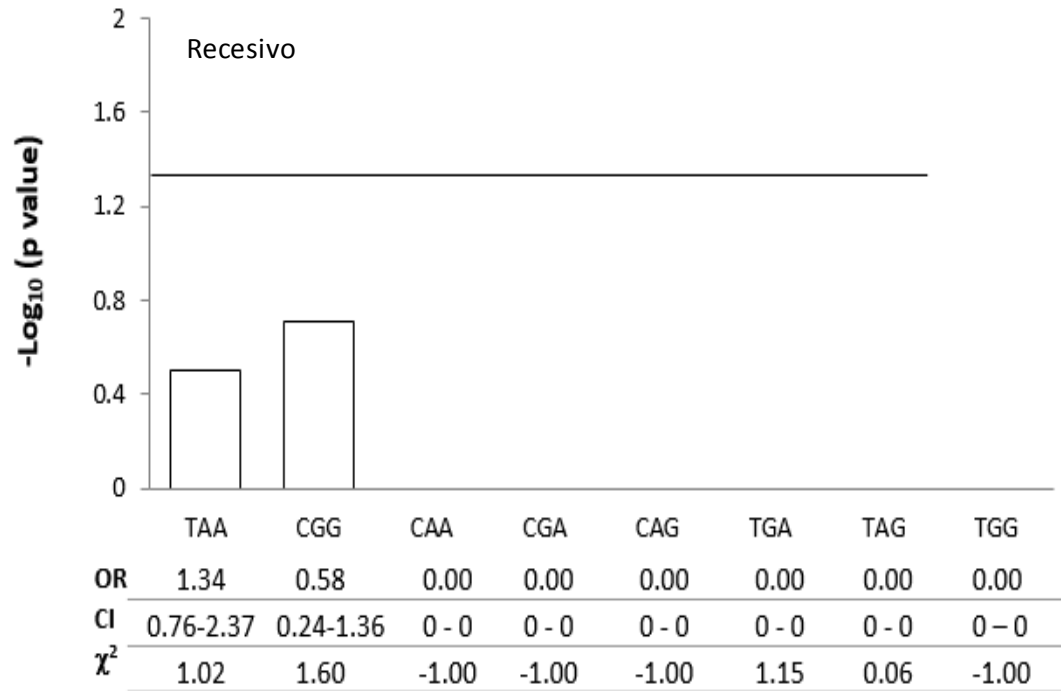 2
Recesivo
1.6
1.2
0.8
0.4
0
-Log₁₀ (p value)
TAA CGG CAA CGA CAG TGA TAG TGG
OR 1.34 0.58 0.00 0.00 0.00 0.00 0.00 0.00
CI 0.76-2.37 0.24-1.36 0 - 0 0 - 0 0 - 0 0 - 0 0 - 0 0 – 0
χ² 1.02 1.60 -1.00 -1.00 -1.00 1.15 0.06 -1.00